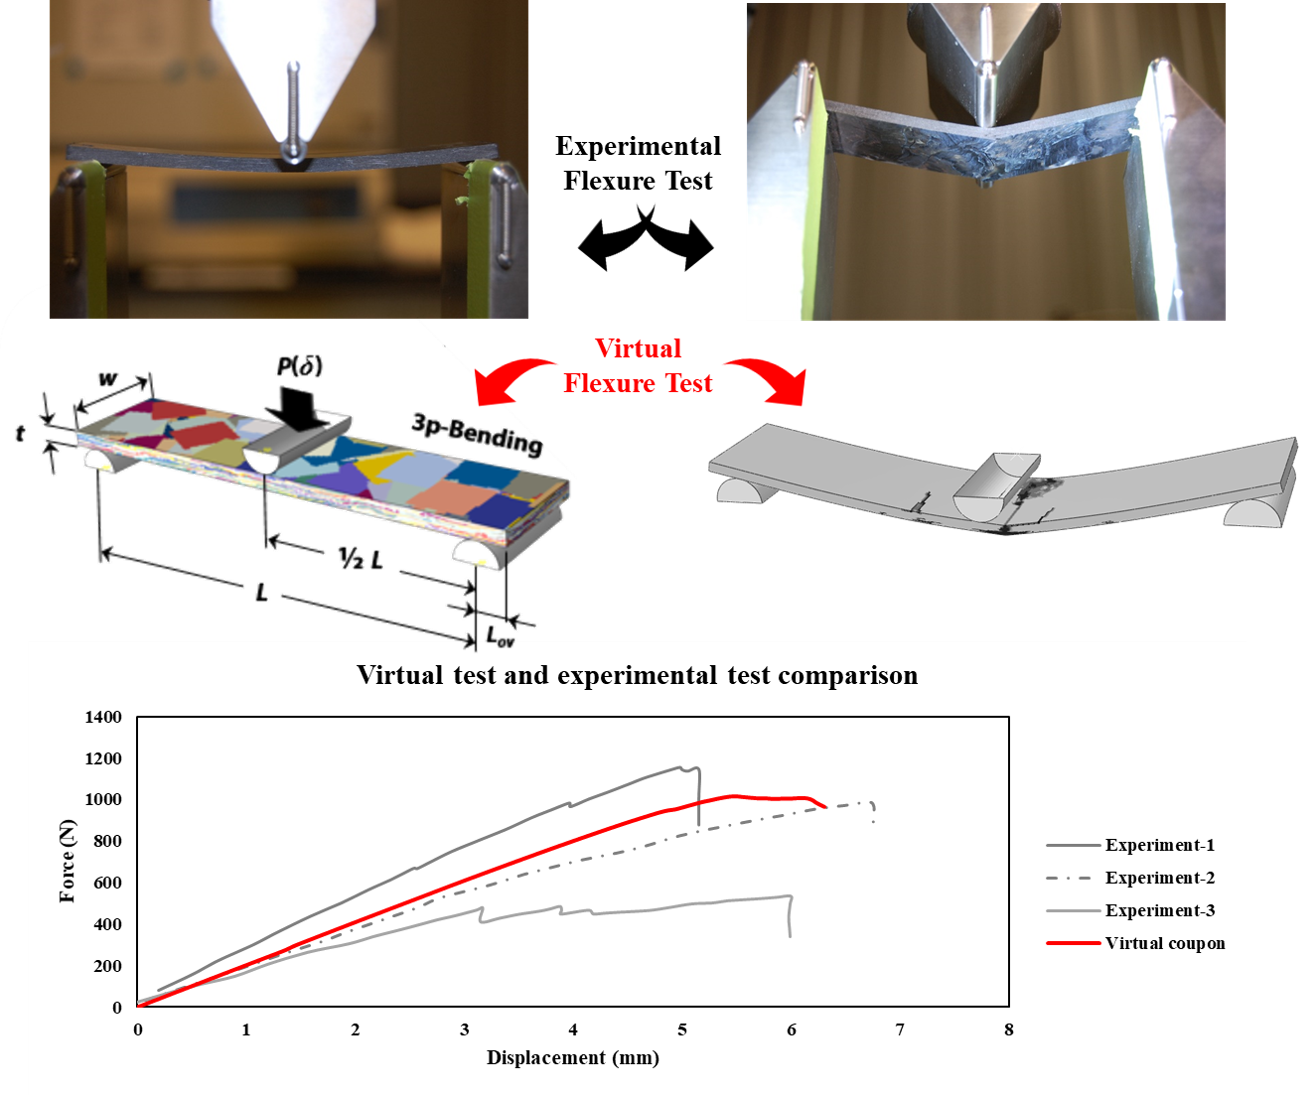 Experimental
Flexure Test
Virtual
Flexure Test
w
P(δ)
t
3p-Bending
½ L
L
Lov
Virtual test and experimental test comparison
1400
1200
1000
800
600
400
200
0
Force (N)
0 1 2 3 4 5 6 7 8
Displacement (mm)
Experiment-1
Experiment-2
Experiment-3
Virtual coupon